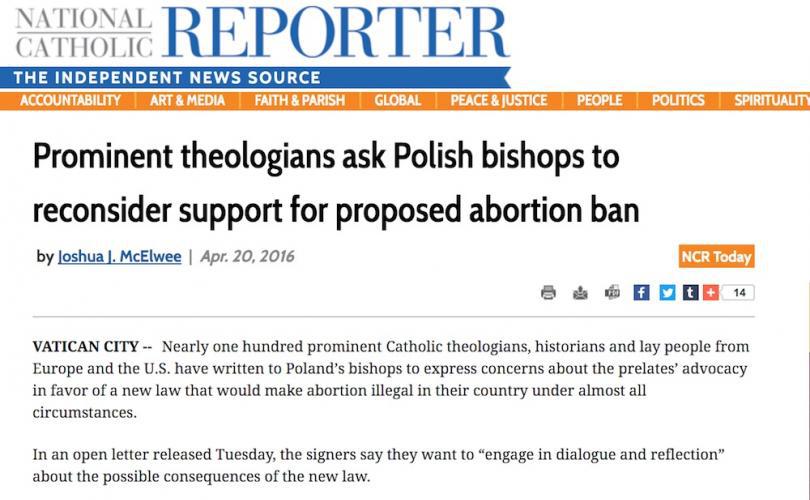 NATIONAL
CATHOLIC
REPORTER
THE INDEPENDENT NEWS SOURCE
ACCOUNTABILITY ART & MEDIA FAITH & PARISH GLOBAL PEACE & JUSTICE PEOPLE POLITICS SPIRITUALITY
Prominent theologians ask Polish bishops to
reconsider support for proposed abortion ban
by Joshua J. McElwee | Apr. 20, 2016
NCR Today
PDF f t + 14
VATICAN CITY -- Nearly one hundred prominent Catholic theologians, historians and lay people from
Europe and the U.S. have written to Poland’s bishops to express concerns about the prelates’ advocacy
in favor of a new law that would make abortion illegal in their country under almost all
circumstances.
In an open letter released Tuesday, the signers say they want to “engage in dialogue and reflection”
about the possible consequences of the new law.